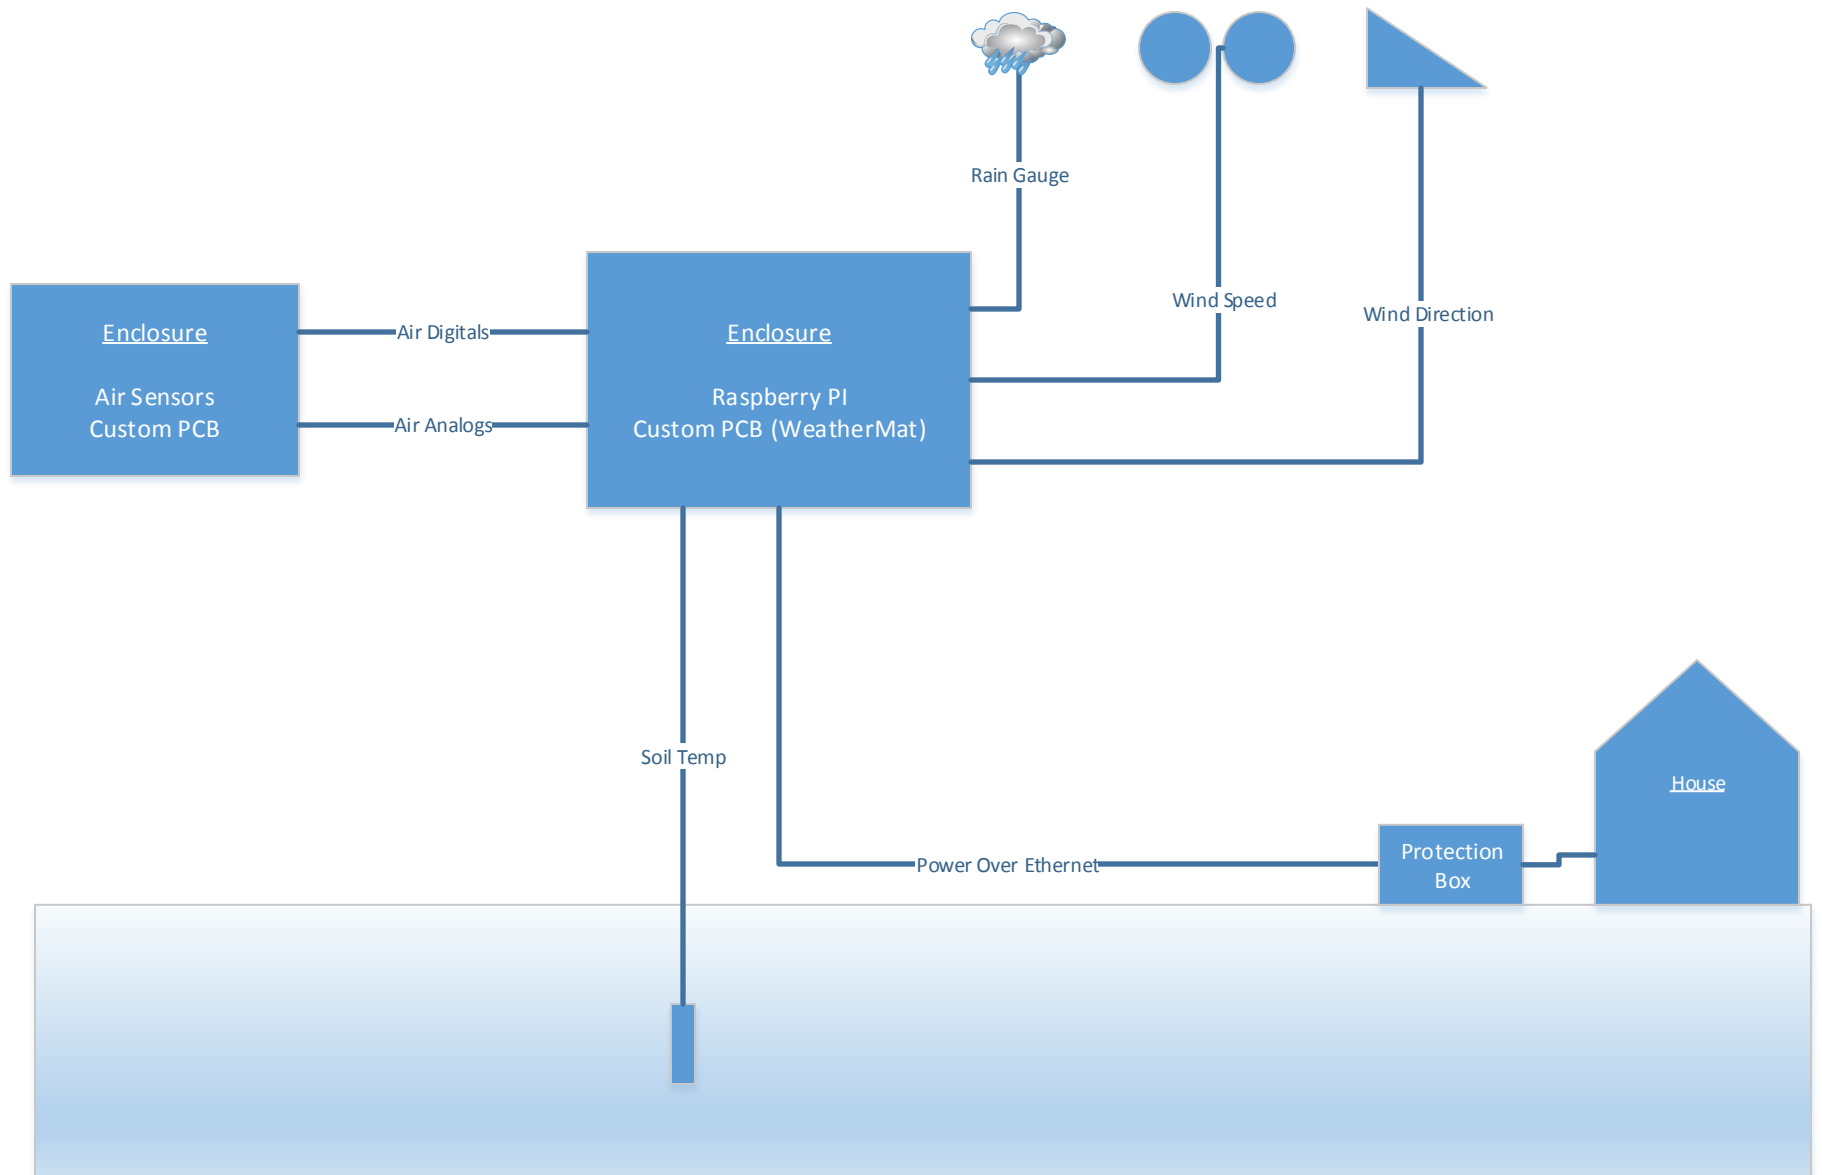 Rain Gauge
Wind Speed
Wind Direction
Enclosure
Air Sensors
Custom PCB
Air Digitals
Air Analogs
Enclosure
Raspberry PI
Custom PCB (WeatherMat)
Soil Temp
Power Over Ethernet
Protection
Box
House